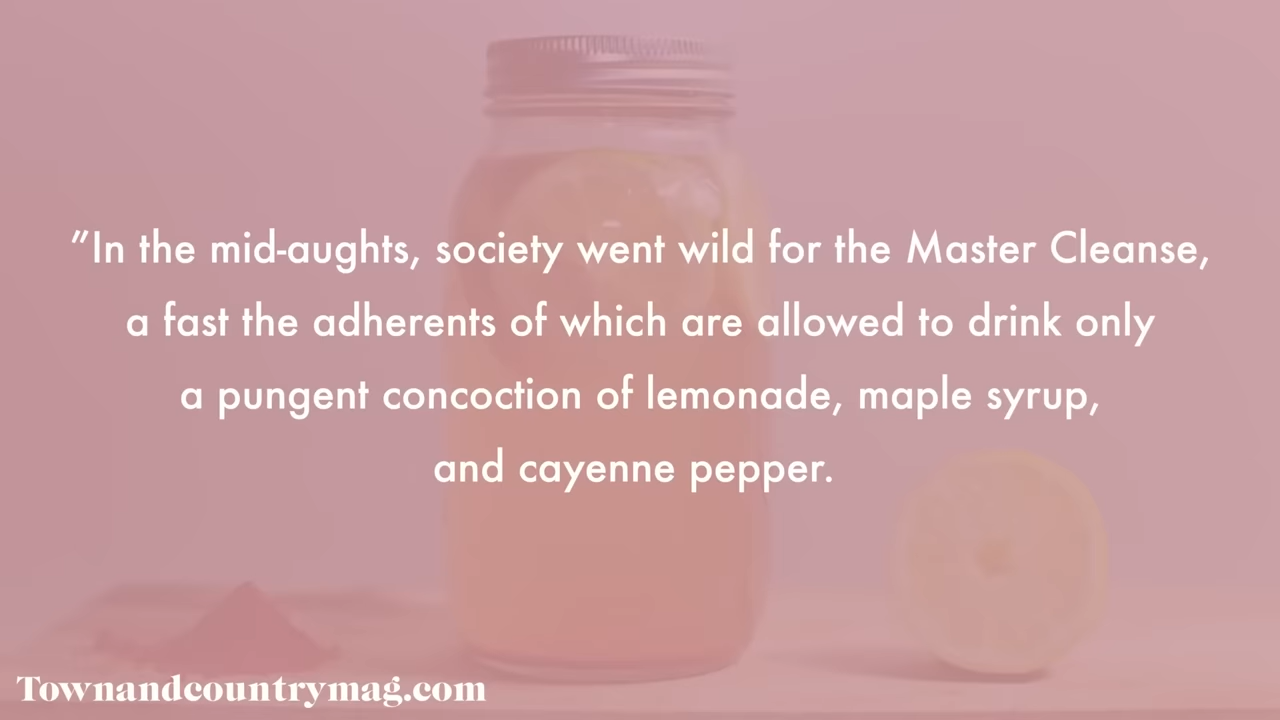 ”In the mid-aughts, society went wild for the Master Cleanse,
a fast the adherents of which are allowed to drink only
a pungent concoction of lemonade, maple syrup,
and cayenne pepper.
Townandcountrymag.com